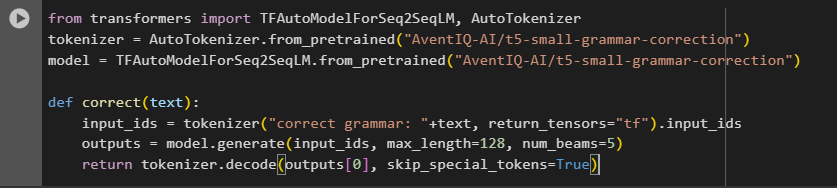 from transformers import TFAutoModelForSeq2SeqLM, AutoTokenizer
tokenizer = AutoTokenizer.from_pretrained("AventIQ-AI/t5-small-grammar-correction")
model = TFAutoModelForSeq2SeqLM.from_pretrained("AventIQ-AI/t5-small-grammar-correction")

def correct(text):
    input_ids = tokenizer("correct grammar: "+text, return_tensors="tf").input_ids
    outputs = model.generate(input_ids, max_length=128, num_beams=5)
    return tokenizer.decode(outputs[0], skip_special_tokens=True)